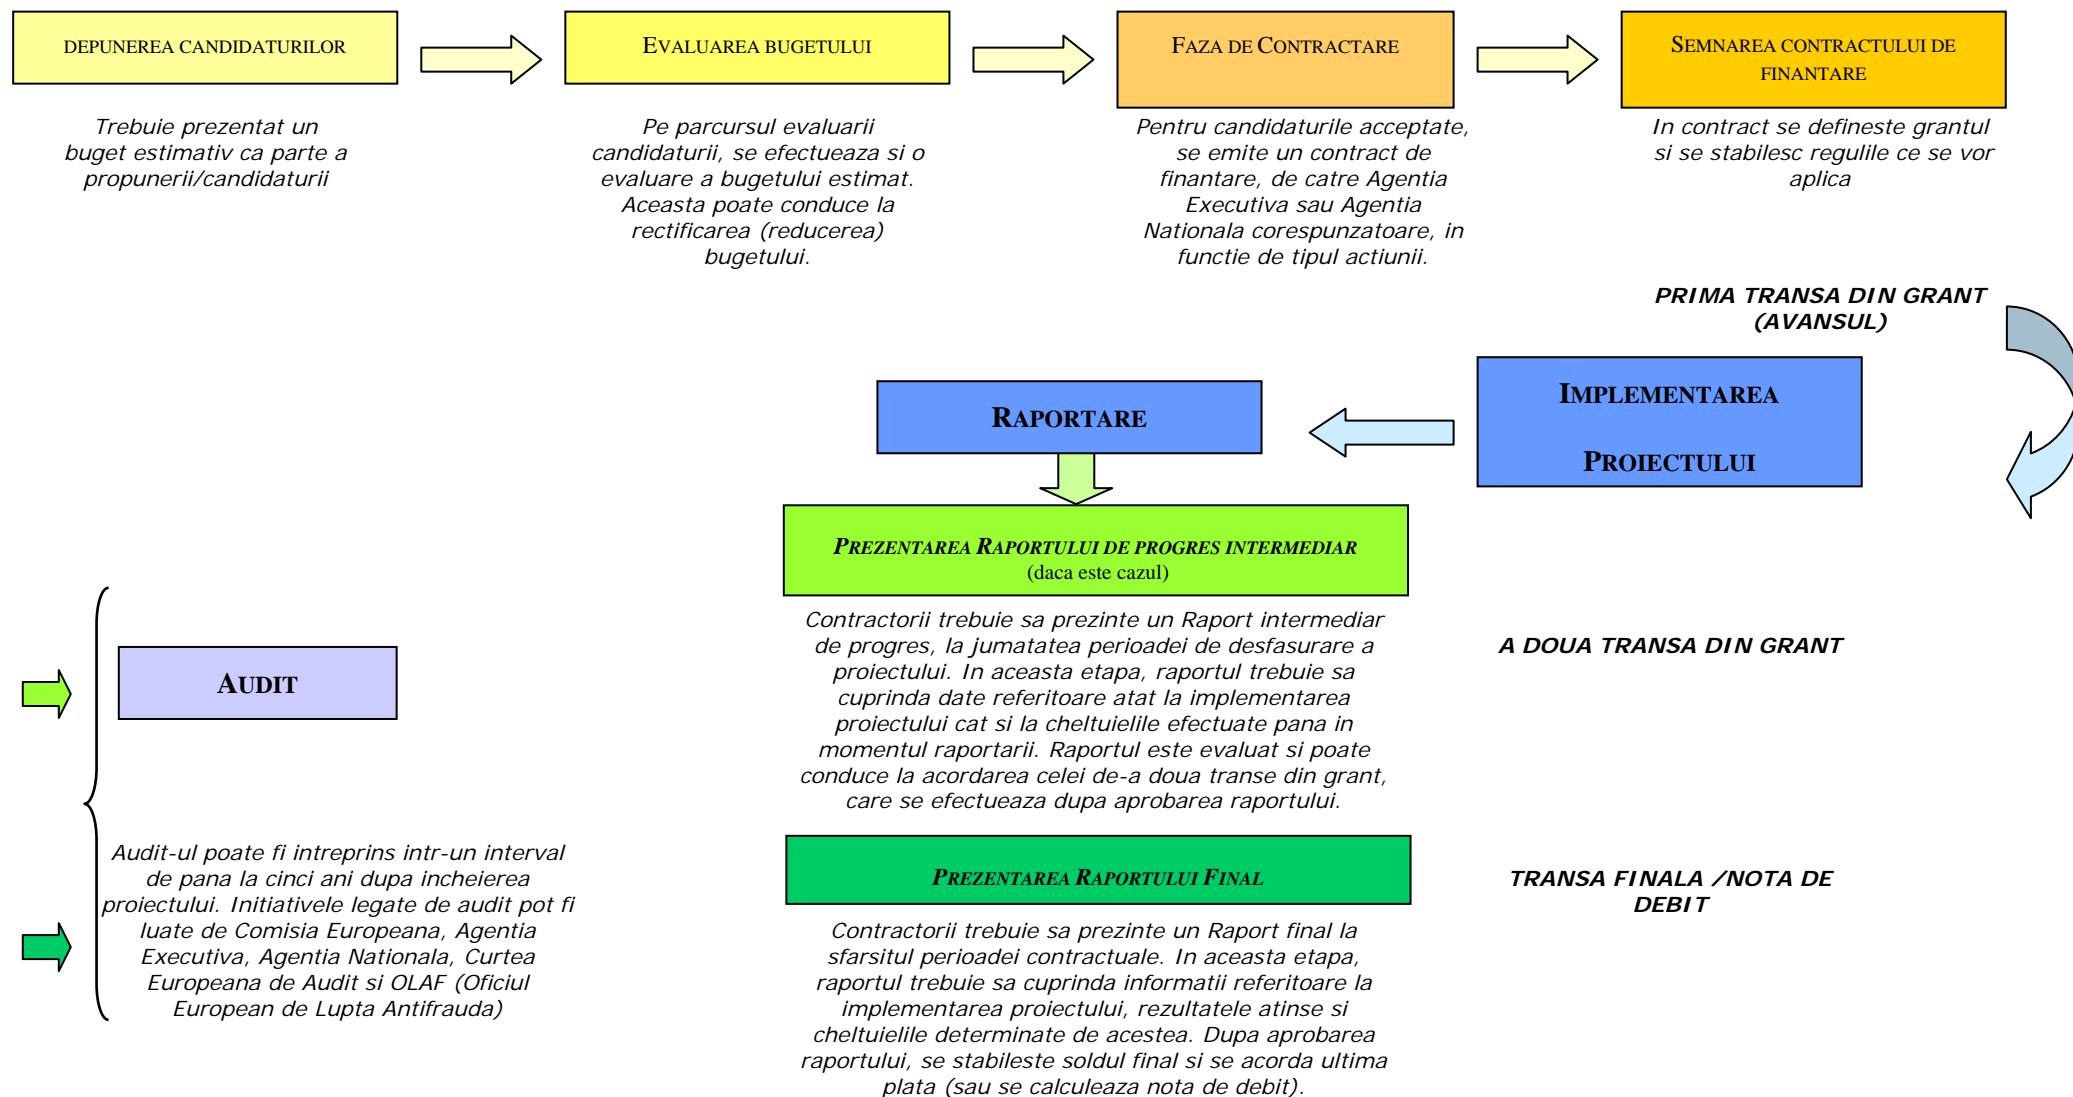 DEPUNEREA CANDIDATURILOR
EVALUAREA BUGETULUI
FAZA DE CONTRACTARE
SEMNAREA CONTRACTULUI DE
FINANTARE
Trebuie prezentat un
buget estimativ ca parte a
propunerii/candidaturii
Pe parcursul evaluarii
candidaturii, se efectueaza si o
evaluare a bugetului estimat.
Aceasta poate conduce la
rectificarea (reducerea)
bugetului.
Pentru candidaturile acceptate,
se emite un contract de
finantare, de catre Agentia
Executiva sau Agentia
Nationala corespunzatoare, in
functie de tipul actiunii.
In contract se defineste grantul
si se stabilesc regulile ce se vor
aplica
PRIMA TRANSA DIN GRANT
(AVANSUL)
IMPLEMENTAREA
PROIECTULUI
RAPORTARE
PREZENTAREA RAPORTULUI DE PROGRES INTERMEDIAR
(daca este cazul)
Contractorii trebuie sa prezinte un Raport intermediar
de progres, la jumatatea perioadei de desfasurare a
proiectului. In aceasta etapa, raportul trebuie sa
cuprinda date referitoare atat la implementarea
proiectului cat si la cheltuielile efectuate pana in
momentul raportarii. Raportul este evaluat si poate
conduce la acordarea celei de-a doua transe din grant,
care se efectueaza dupa aprobarea raportului.
A DOUA TRANSA DIN GRANT
AUDIT
Audit-ul poate fi intreprins intr-un interval
de pana la cinci ani dupa incheierea
proiectului. Initiativele legate de audit pot fi
luate de Comisia Europeana, Agentia
Executiva, Agentia Nationala, Curtea
Europeana de Audit si OLAF (Oficiul
European de Lupta Antifrauda)
PREZENTAREA RAPORTULUI FINAL
TRANSA FINALA /NOTA DE
DEBIT
Contractorii trebuie sa prezinte un Raport final la
sfarsitul perioadei contractuale. In aceasta etapa,
raportul trebuie sa cuprinda informatii referitoare la
implementarea proiectului, rezultatele atinse si
cheltuielile determinate de acestea. Dupa aprobarea
raportului, se stabileste soldul final si se acorda ultima
plata (sau se calculeaza nota de debit).